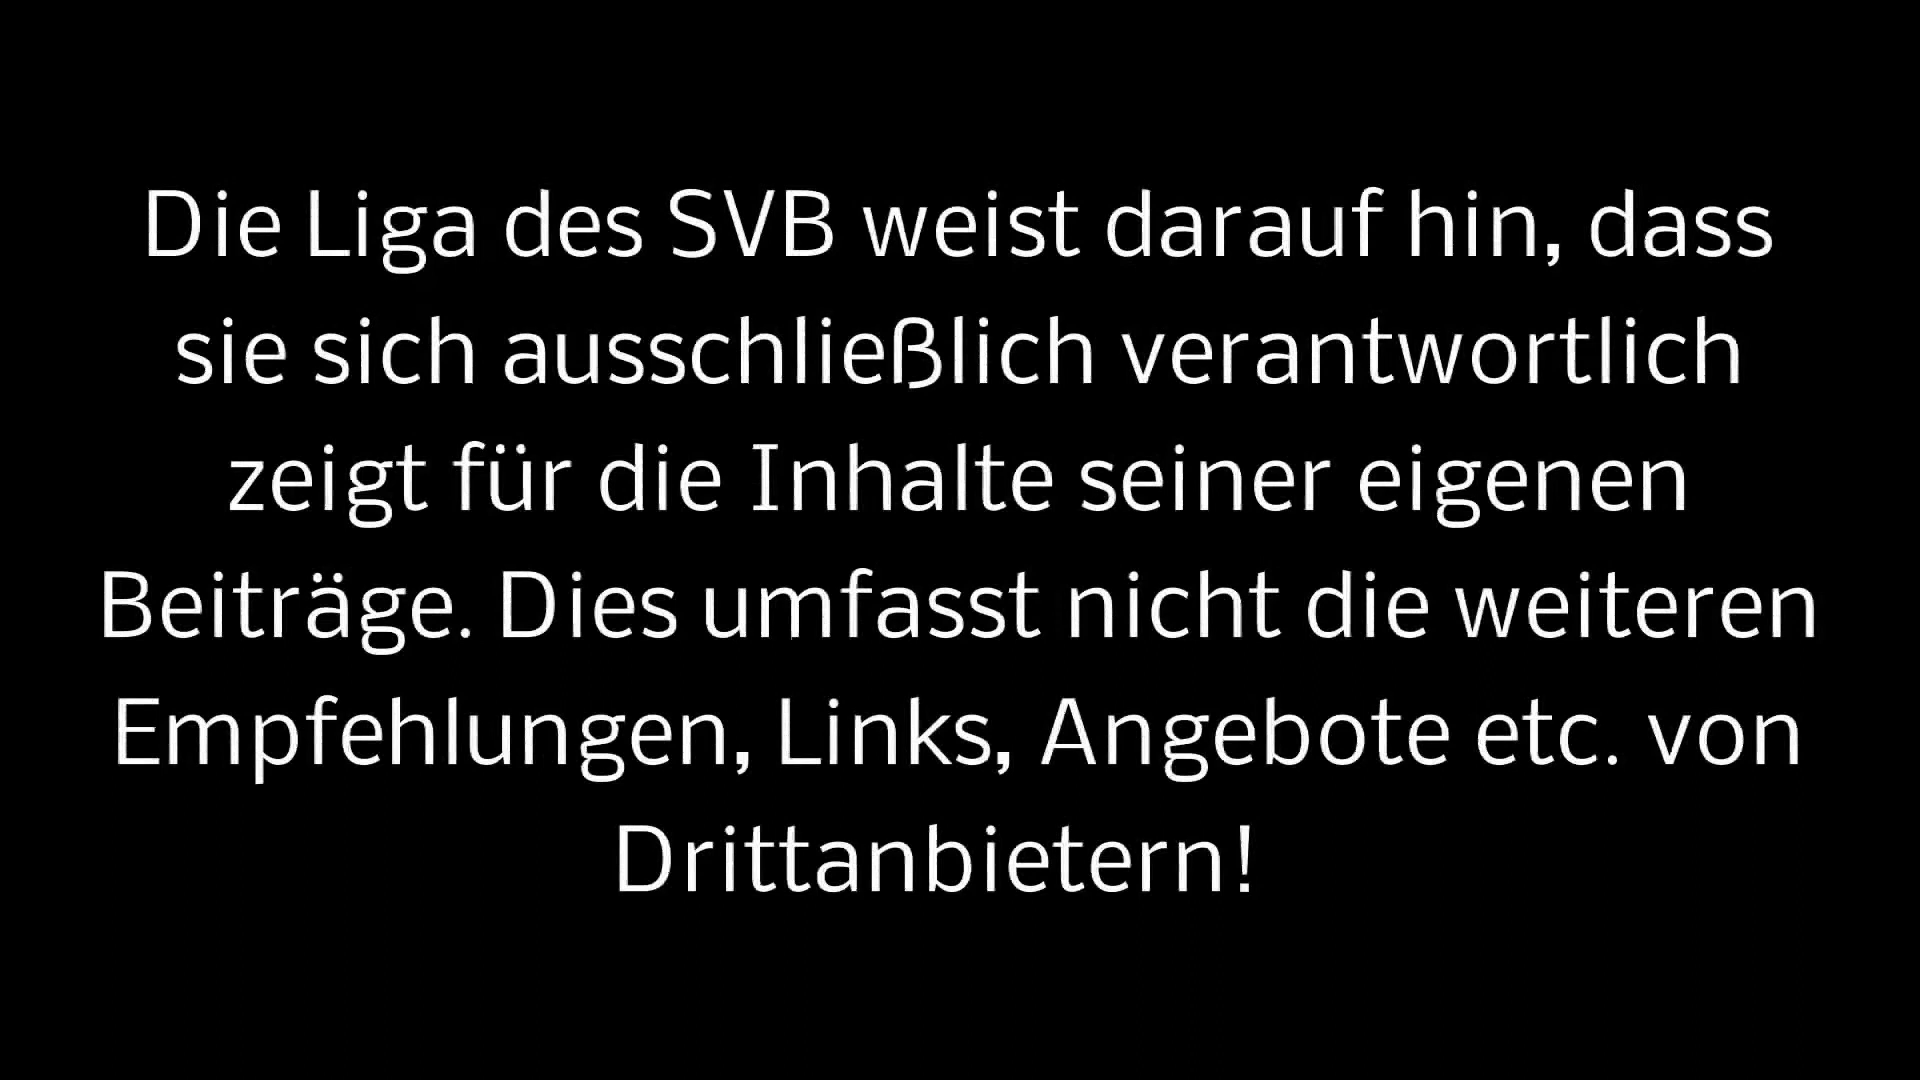 Die Liga des SVB weist darauf hin, dass
sie sich ausschließlich verantwortlich
zeigt für die Inhalte seiner eigenen
Beiträge. Dies umfasst nicht die weiteren
Empfehlungen, Links, Angebote etc. von
Drittanbietern!